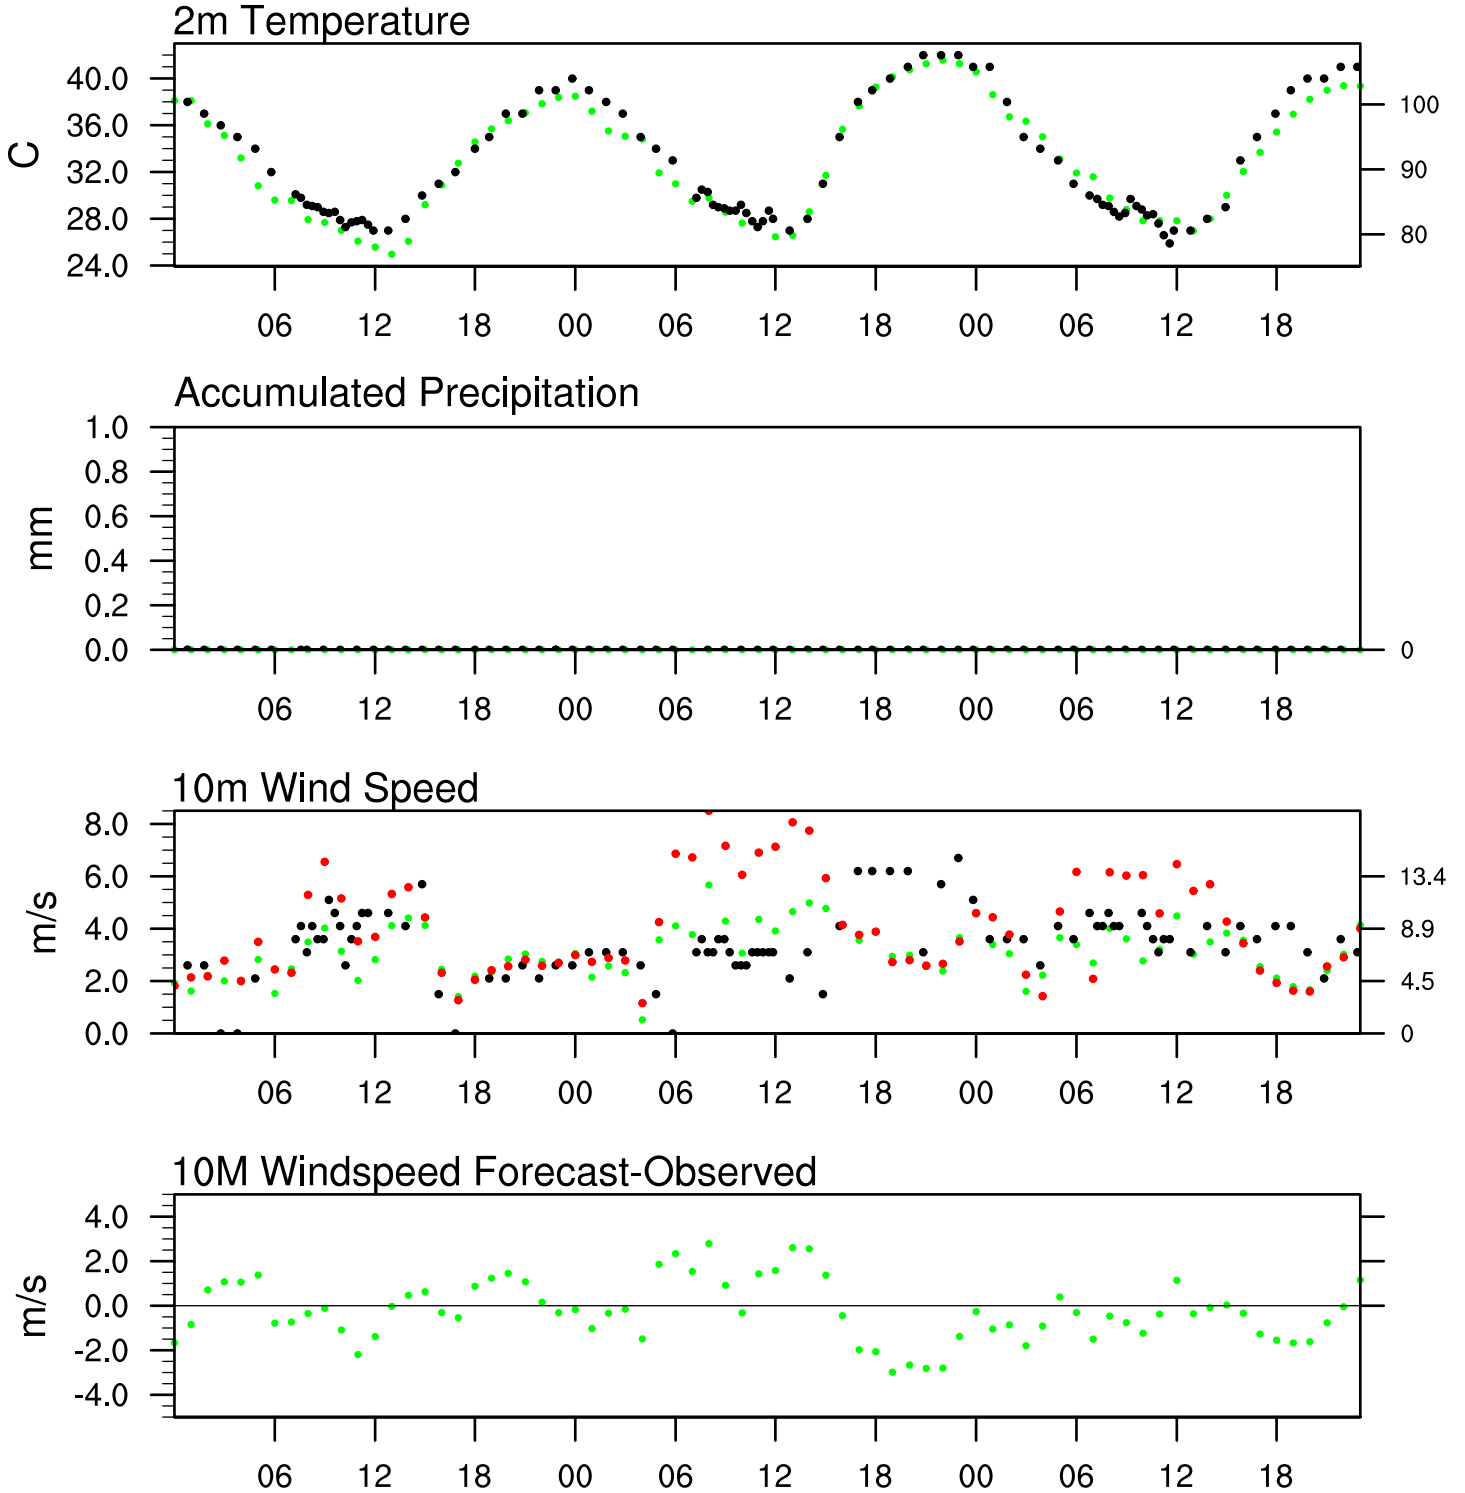 2m Temperature
40.0
36.0
32.0
28.0
24.0
C
100
90
80
06 12 18 00 06 12 18 00 06 12 18
Accumulated Precipitation
1.0
0.8
0.6
0.4
0.2
0.0
mm
0
06 12 18 00 06 12 18 00 06 12 18
10m Wind Speed
8.0
6.0
4.0
2.0
0.0
m/s
13.4
8.9
4.5
0
06 12 18 00 06 12 18 00 06 12 18
10M Windspeed Forecast-Observed
4.0
2.0
0.0
-2.0
-4.0
m/s
06 12 18 00 06 12 18 00 06 12 18